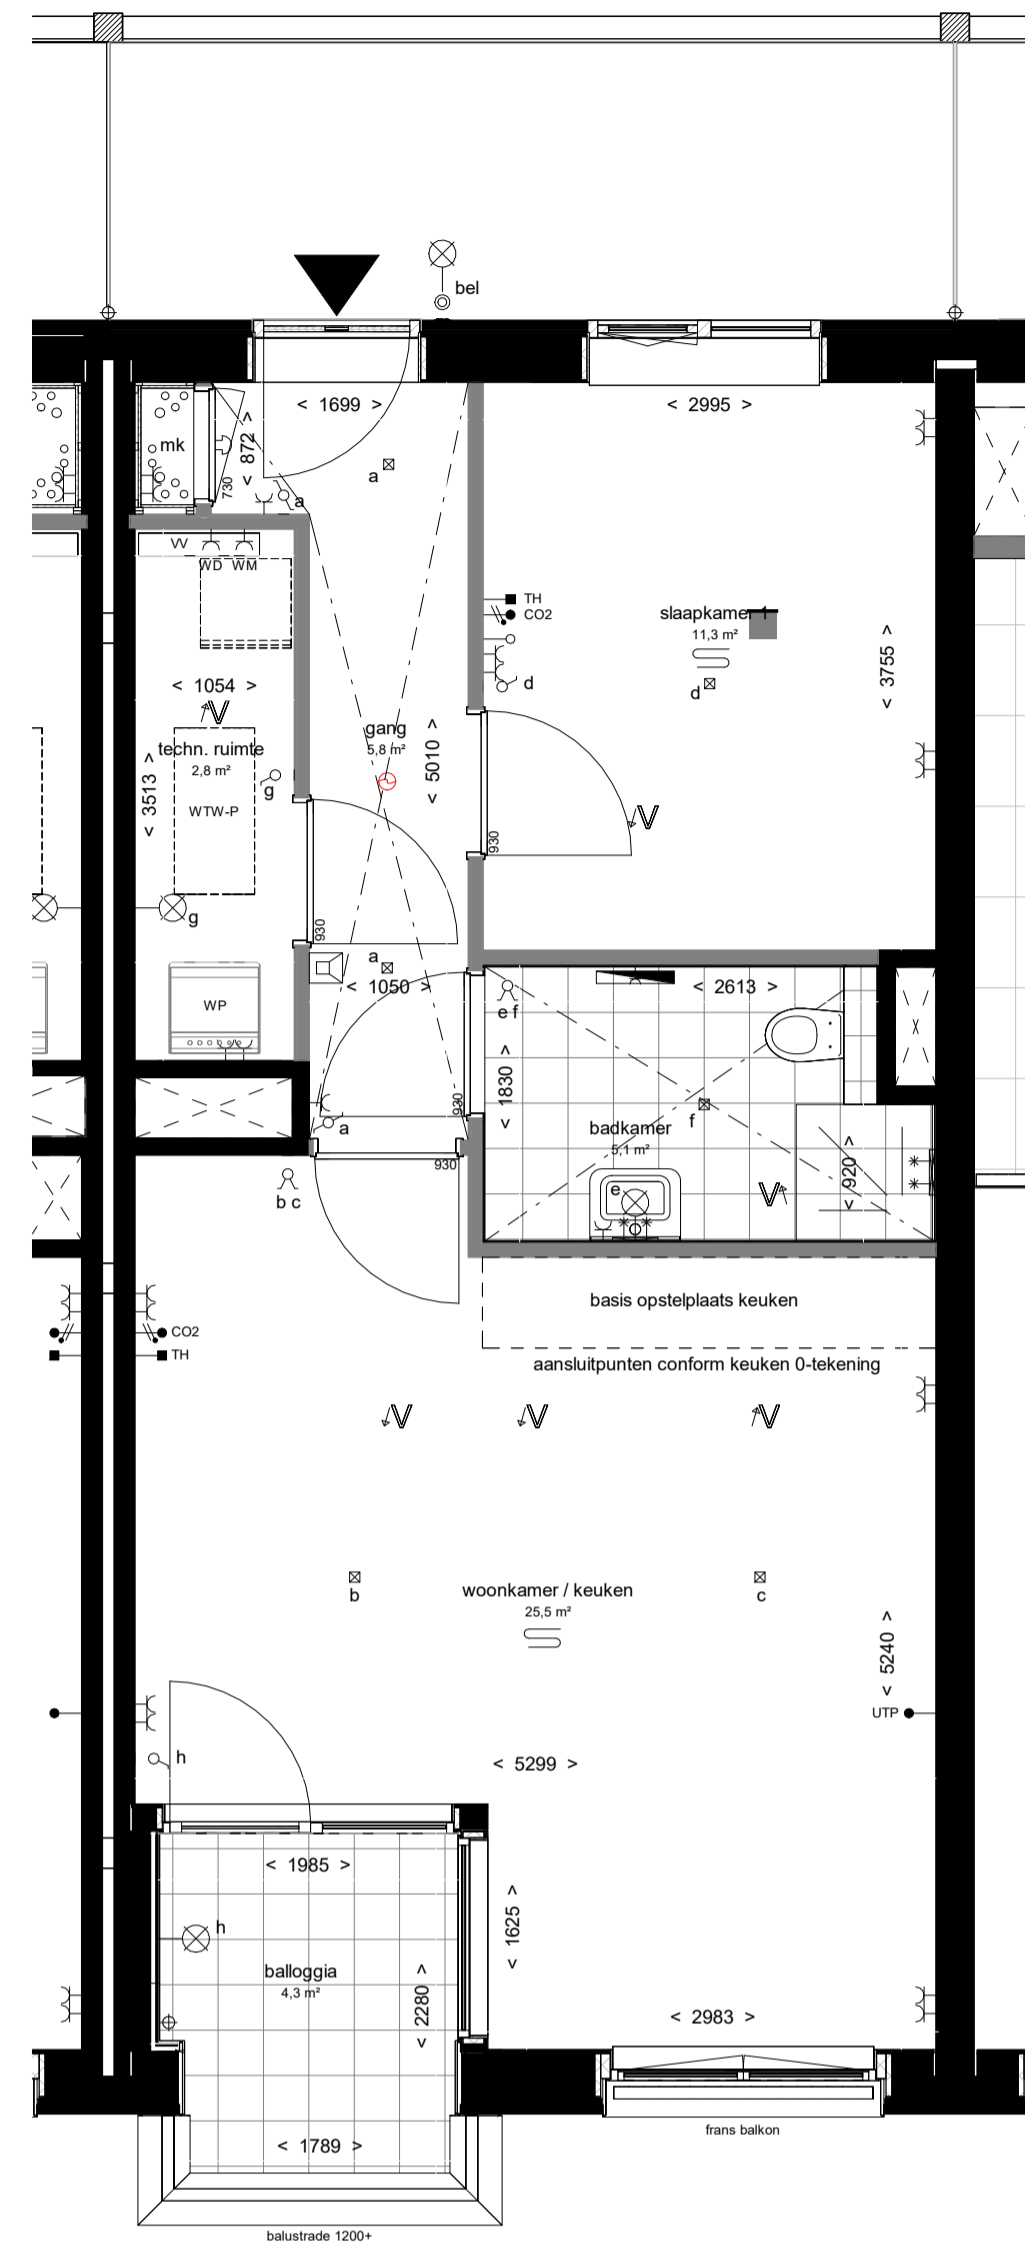 bel
< 1699 >
< 2995 >
mk
< 872 >
730
a
a
VV
WD WM
TH
CO2
slaapkamer 1
11,3 m²
d
d
< 3755 >
< 1054 >
V
techn. ruimte
2,8 m²
< 3513 >
WTW-P
g
gang
5,8 m²
< 5010 >
930
V
g
930
a
< 1050 >
WP
e f
< 2613 >
< 1830 >
930
f
badkamer
5,1 m²
e
V
< 920 >
a
930
b c
basis opstelplaats keuken
aansluitpunten conform keuken 0-tekening
CO2
TH
V
V
V
b
woonkamer / keuken
25,5 m²
c
< 5240 >
UTP
h
< 5299 >
< 1985 >
h
< 1625 >
balloggia
4,3 m²
< 2280 >
< 2983 >
frans balkon
< 1789 >
balustrade 1200+